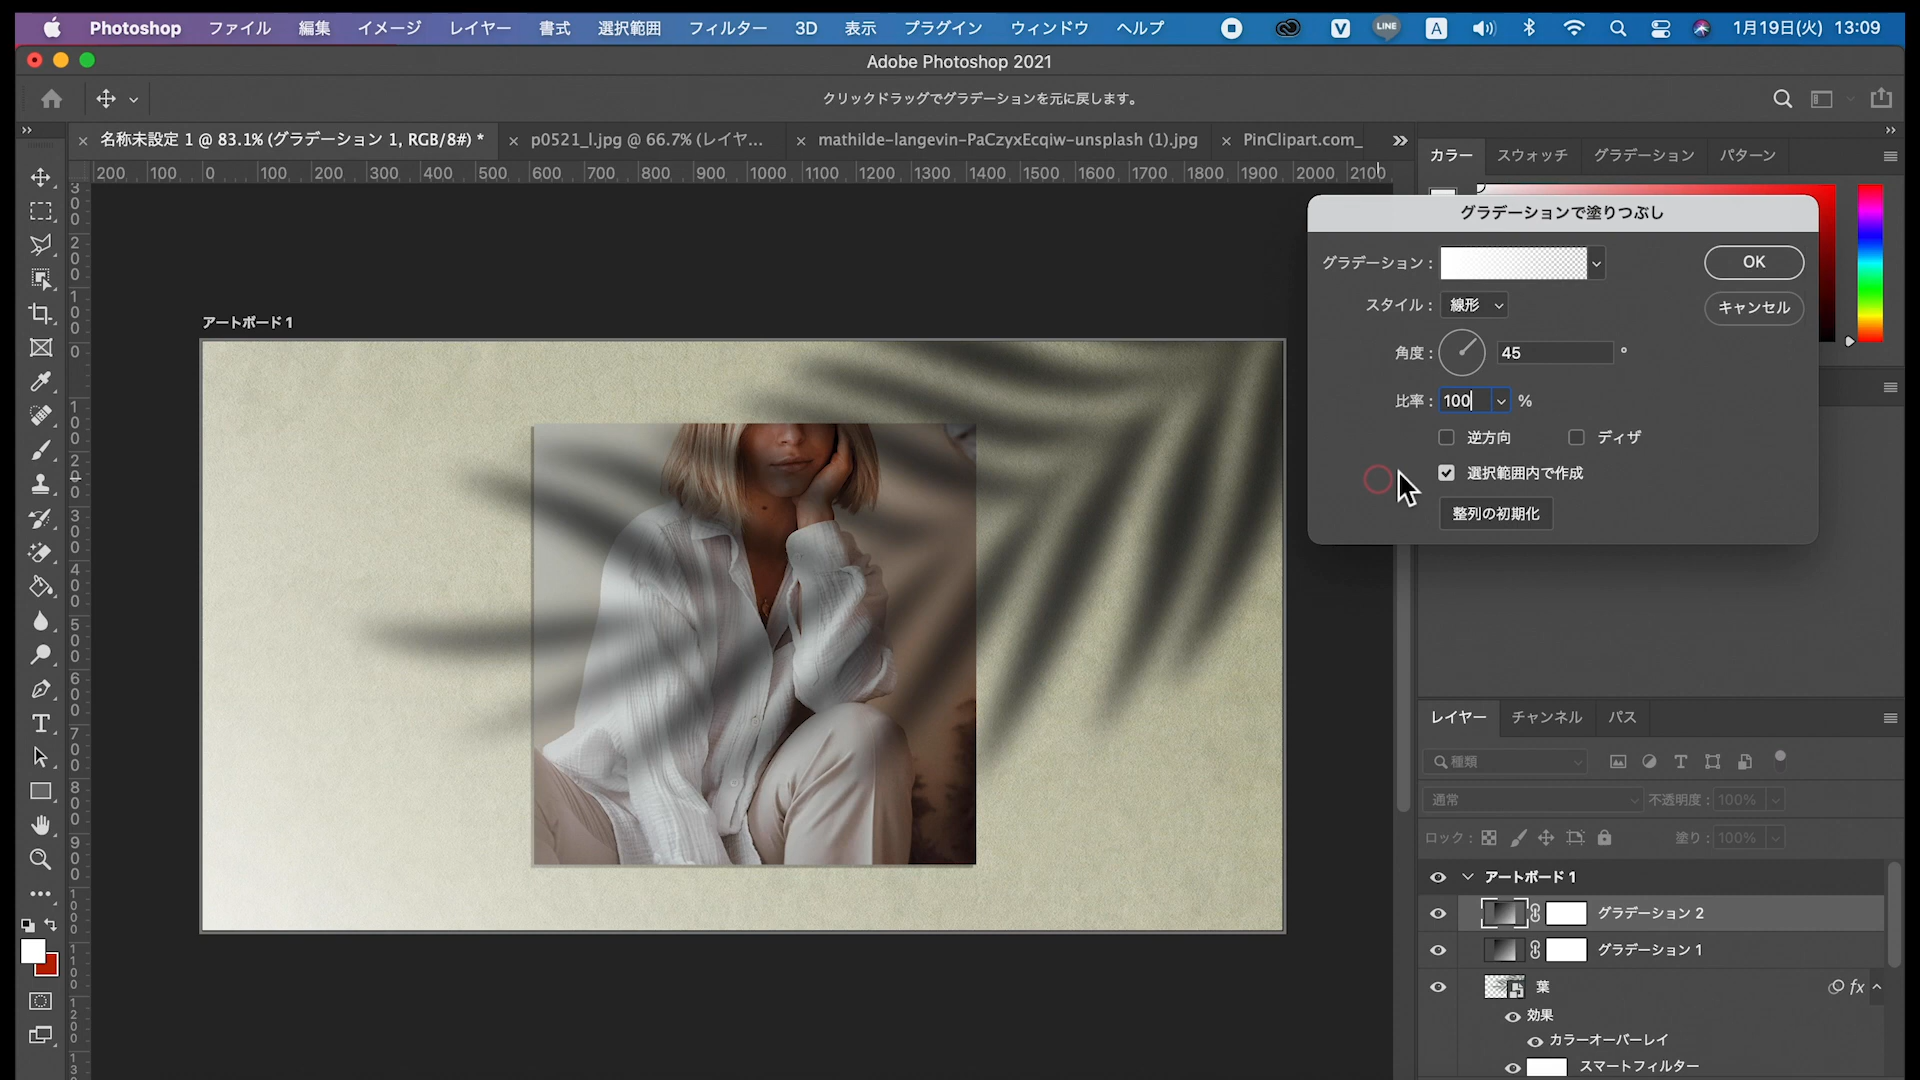 Photoshop ファイル 編集 イメージ レイヤー 書式 選択範囲 フィルター 3D 表示 プラグイン ウィンドウ ヘルプ V LINE A 1月19日(火) 13:09
Adobe Photoshop 2021
クリックドラッグでグラデーションを元に戻します。
名称未設定 1 @ 83.1% (グラデーション 1, RGB/8#) *
p0521_l.jpg @ 66.7% (レイヤ...
mathilde-langevin-PaCzyxEcqiw-unsplash (1).jpg
PinClipart.com_
200 100 0 100 200 300 400 500 600 700 800 900 1000 1100 1200 1300 1400 1500 1600 1700 1800 1900 2000 2100
カラー スウォッチ グラデーション パターン
グラデーションで塗りつぶし
グラデーション :
OK
スタイル : 線形
キャンセル
角度 : 45 °
比率 : 100 %
逆方向 ディザ
選択範囲内で作成
整列の初期化
アートボード 1
レイヤー チャンネル パス
種類
通常 不透明度 : 100%
ロック : 塗り : 100%
アートボード 1
グラデーション 2
グラデーション 1
葉 fx
効果
カラーオーバーレイ
スマートフィルター